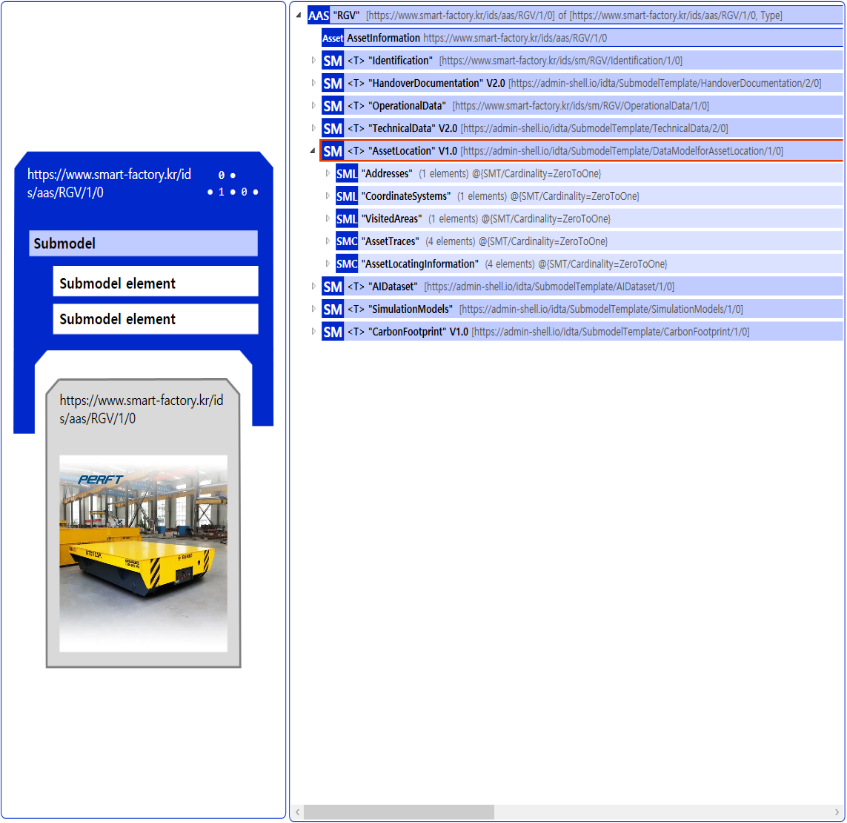 https://www.smart-factory.kr/id
s/aas/RGV/1/0
0
1 0
Submodel
Submodel element
Submodel element
https://www.smart-factory.kr/id
s/aas/RGV/1/0
PERFT
AAS "RGV" [https://www.smart-factory.kr/ids/aas/RGV/1/0] of [https://www.smart-factory.kr/ids/aas/RGV/1/0, Type]
Asset AssetInformation https://www.smart-factory.kr/ids/aas/RGV/1/0
SM <T> "Identification" [https://www.smart-factory.kr/ids/sm/RGV/Identification/1/0]
SM <T> "HandoverDocumentation" V2.0 [https://admin-shell.io/idta/SubmodelTemplate/HandoverDocumentation/2/0]
SM <T> "OperationalData" [https://www.smart-factory.kr/ids/sm/RGV/OperationalData/1/0]
SM <T> "TechnicalData" V2.0 [https://admin-shell.io/idta/SubmodelTemplate/TechnicalData/2/0]
SM <T> "AssetLocation" V1.0 [https://admin-shell.io/idta/SubmodelTemplate/DataModelforAssetLocation/1/0]
SML "Addresses" (1 elements) @{SMT/Cardinality=ZeroToOne}
SML "CoordinateSystems" (1 elements) @{SMT/Cardinality=ZeroToOne}
SML "VisitedAreas" (1 elements) @{SMT/Cardinality=ZeroToOne}
SMC "AssetTraces" (4 elements) @{SMT/Cardinality=ZeroToOne}
SMC "AssetLocatingInformation" (4 elements) @{SMT/Cardinality=ZeroToOne}
SM <T> "AIDataset" [https://admin-shell.io/idta/SubmodelTemplate/AIDataset/1/0]
SM <T> "SimulationModels" [https://admin-shell.io/idta/SubmodelTemplate/SimulationModels/1/0]
SM <T> "CarbonFootprint" V1.0 [https://admin-shell.io/idta/SubmodelTemplate/CarbonFootprint/1/0]